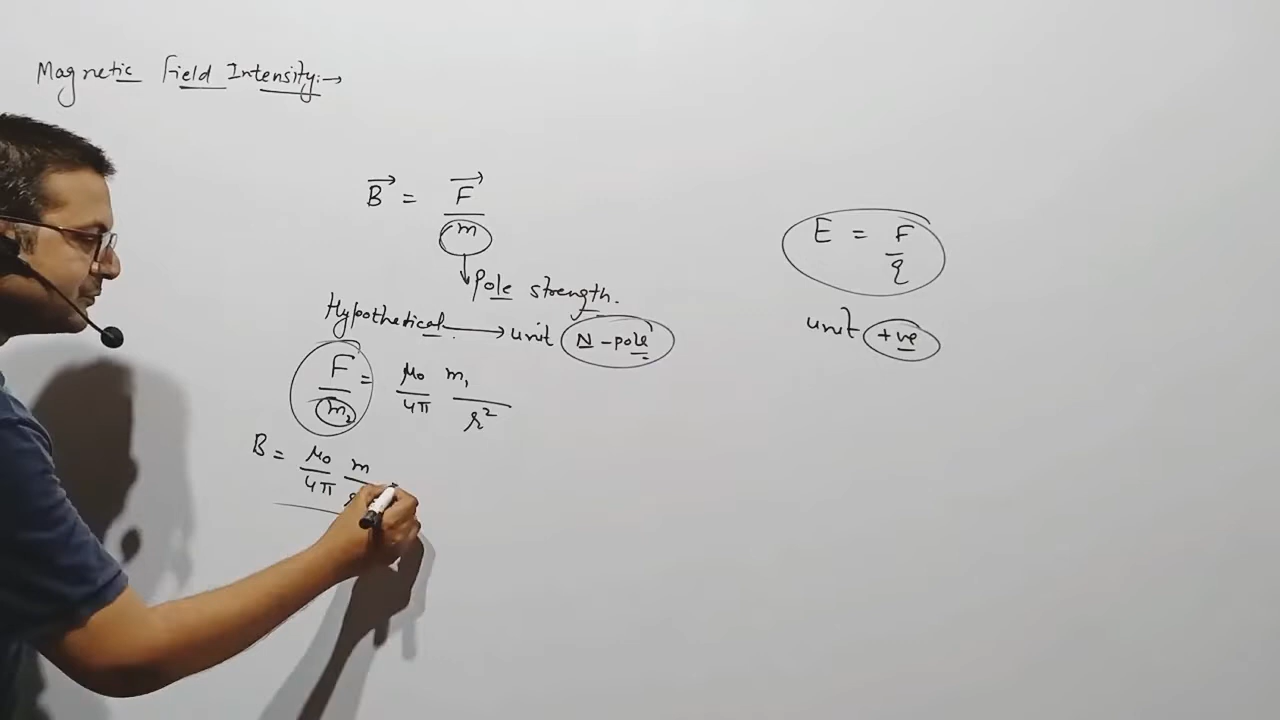 Magnetic Field Intensity:→
B⃗ = F⃗/m
↓ Pole strength.
Hypothetical → unit N-pole
F/m₂ = μ₀/4π m₁/r²
B = μ₀/4π m/
E = F/q
unit +ve